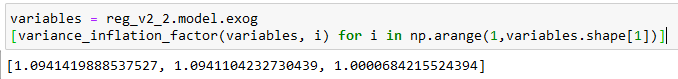 variables = reg_v2_2.model.exog
[variance_inflation_factor(variables, i) for i in np.arange(1,variables.shape[1])]
[1.0941419888537527, 1.0941104232730439, 1.0000684215524394]